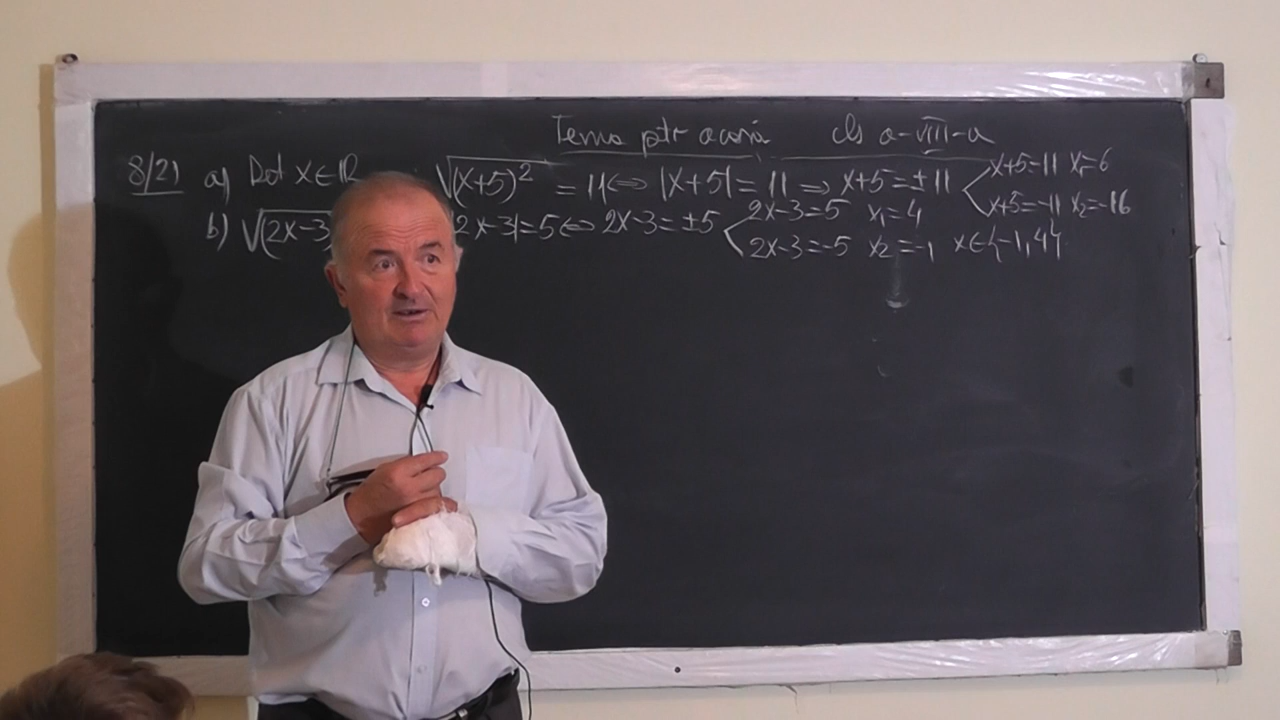 Tema ptr acasă cls a-VIII-a
8/21 a) Det x∈ℝ √(x+5)² = 11 ⇔ |x+5| = 11 ⇒ x+5 = ±11
x+5=11 x₁=6
x+5=-11 x₂=-16
b) √(2x-3) 2x-3|=5 ⇔ 2x-3=±5
2x-3=5 x₁=4
2x-3=-5 x₂=-1 x∈{-1,4}